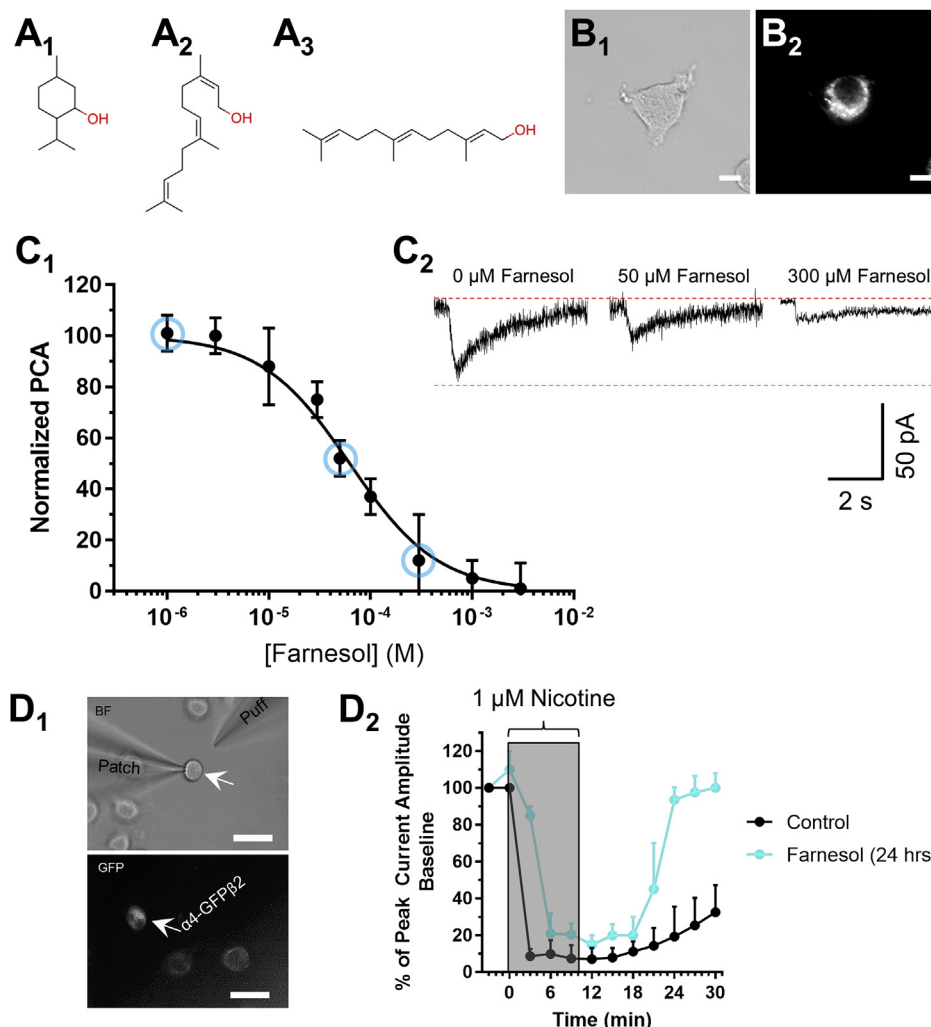 A1
A2
A3
B1
B2
OH
OH
OH
C1
Normalized PCA
120
100
80
60
40
20
0
10-6
10-5
10-4
10-3
10-2
[Farnesol] (M)
C2
0 µM Farnesol
50 µM Farnesol
300 µM Farnesol
50 pA
2 s
D1
BF
Puff
Patch
GFP
α4-GFPβ2
D2
1 µM Nicotine
% of Peak Current Amplitude
Baseline
120
100
80
60
40
20
0
0
6
12
18
24
30
Time (min)
Control
Farnesol (24 hrs